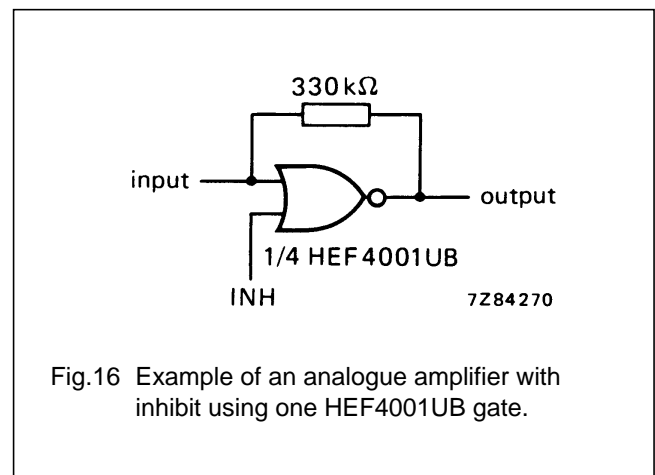 330 kΩ
input
output
1/4 HEF4001UB
INH
7Z84270
Fig.16 Example of an analogue amplifier with
inhibit using one HEF4001UB gate.